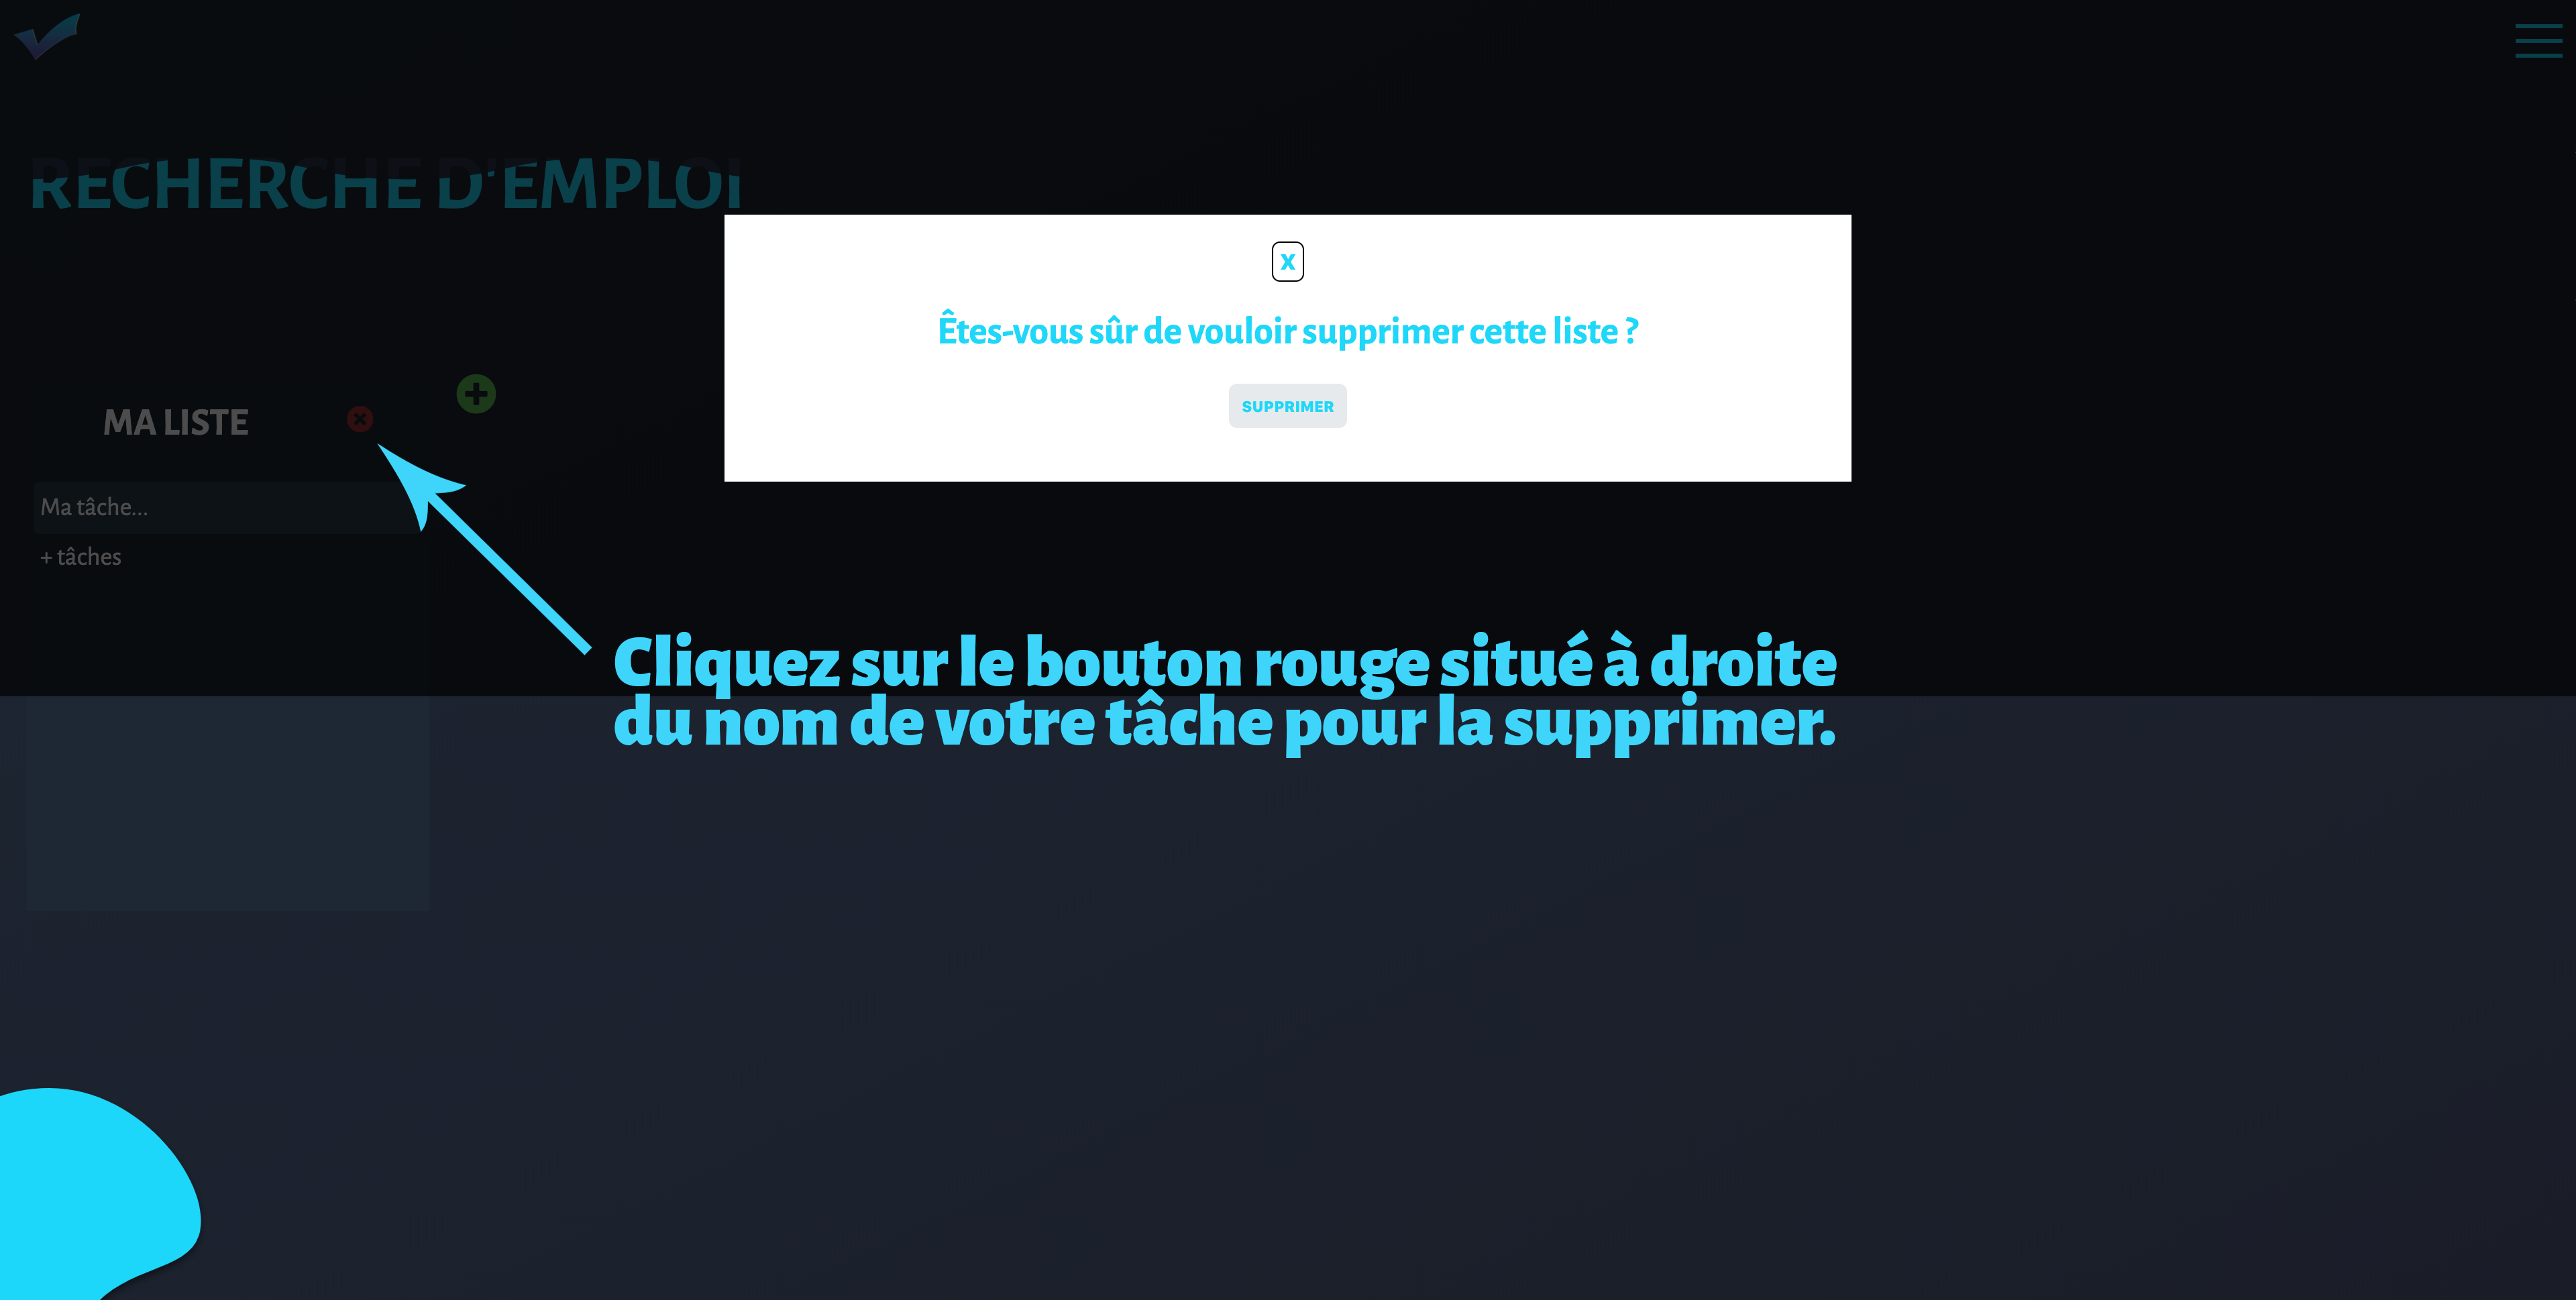 RECHERCHE D'EMPLOI
X
Êtes-vous sûr de vouloir supprimer cette liste ?
SUPPRIMER
MA LISTE
Ma tâche...
+ tâches
Cliquez sur le bouton rouge situé à droite
du nom de votre tâche pour la supprimer.